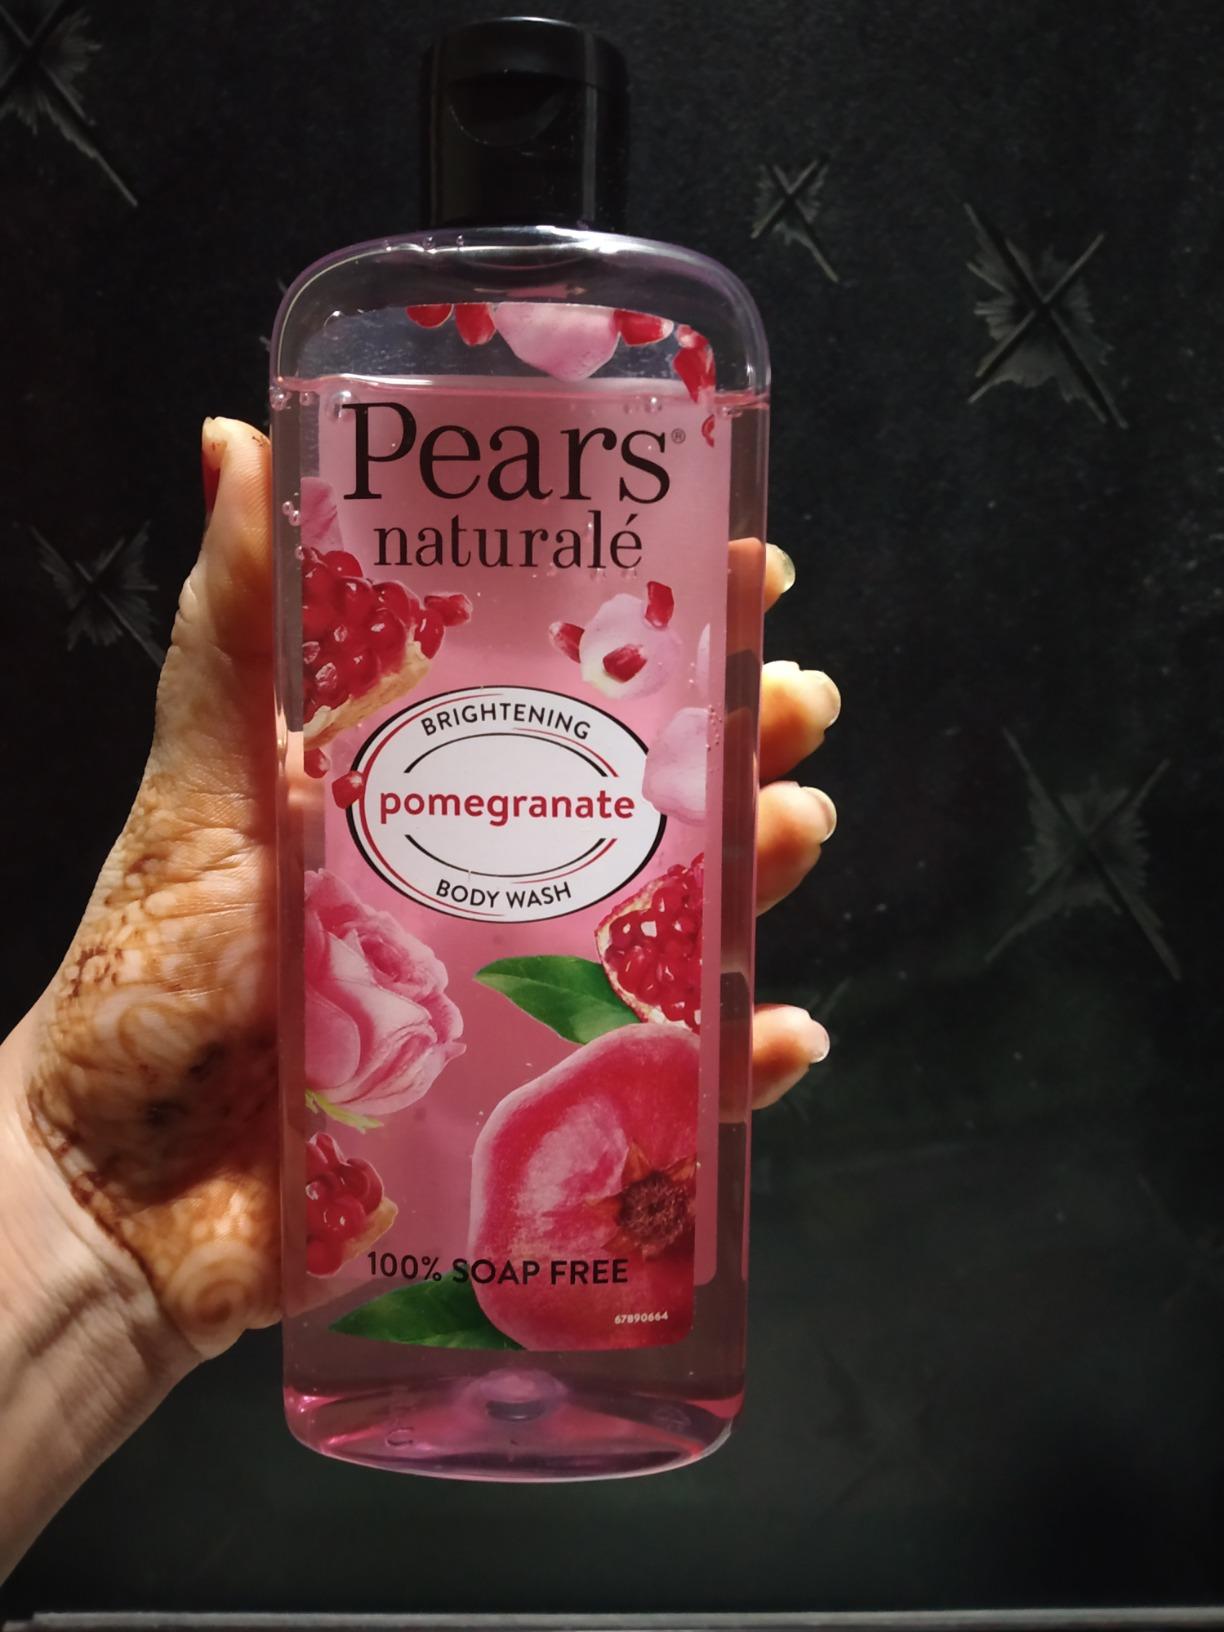 Pears®
naturalé
BRIGHTENING
pomegranate
BODY WASH
100% SOAP FREE
67890664